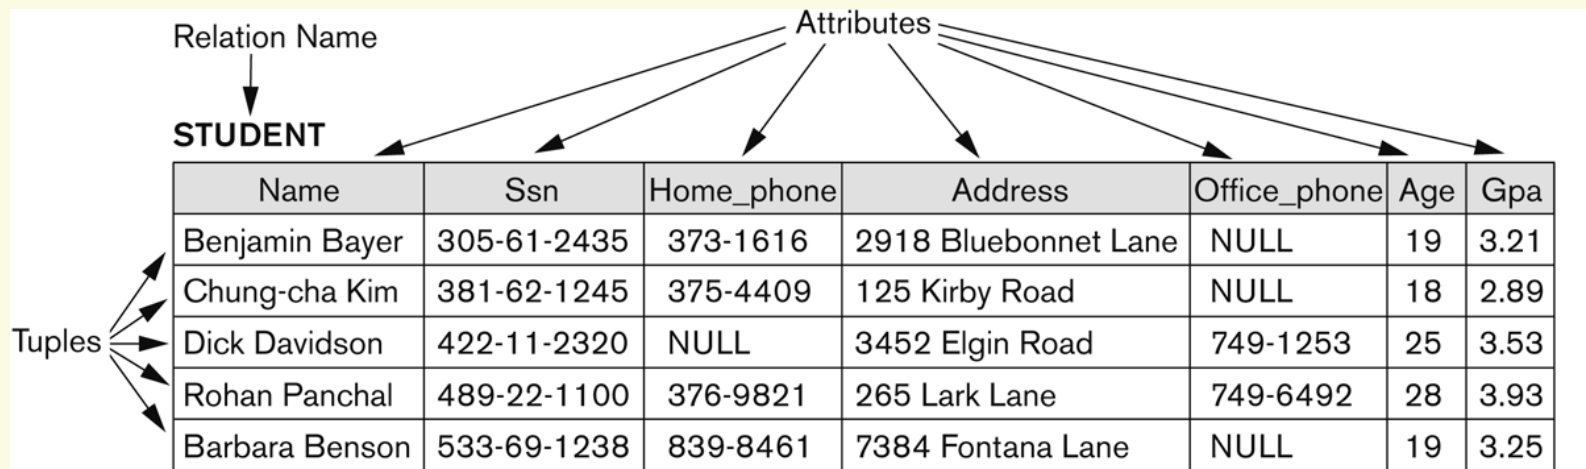 Attributes
Relation Name
STUDENT
Name Ssn Home_phone Address Office_phone Age Gpa
Benjamin Bayer 305-61-2435 373-1616 2918 Bluebonnet Lane NULL 19 3.21
Chung-cha Kim 381-62-1245 375-4409 125 Kirby Road NULL 18 2.89
Tuples Dick Davidson 422-11-2320 NULL 3452 Elgin Road 749-1253 25 3.53
Rohan Panchal 489-22-1100 376-9821 265 Lark Lane 749-6492 28 3.93
Barbara Benson 533-69-1238 839-8461 7384 Fontana Lane NULL 19 3.25